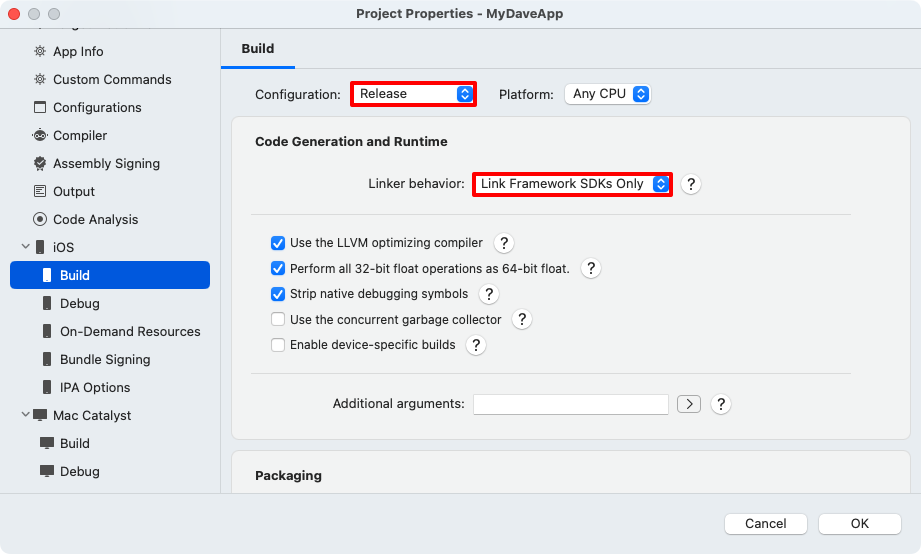 Project Properties - MyDaveApp
App Info
Custom Commands
Configurations
Compiler
Assembly Signing
Output
Code Analysis
iOS
Build
Debug
On-Demand Resources
Bundle Signing
IPA Options
Mac Catalyst
Build
Debug
Build
Configuration: Release Platform: Any CPU
Code Generation and Runtime
Linker behavior: Link Framework SDKs Only ?
Use the LLVM optimizing compiler ?
Perform all 32-bit float operations as 64-bit float. ?
Strip native debugging symbols ?
Use the concurrent garbage collector ?
Enable device-specific builds ?
Additional arguments: ?
Packaging
Cancel OK